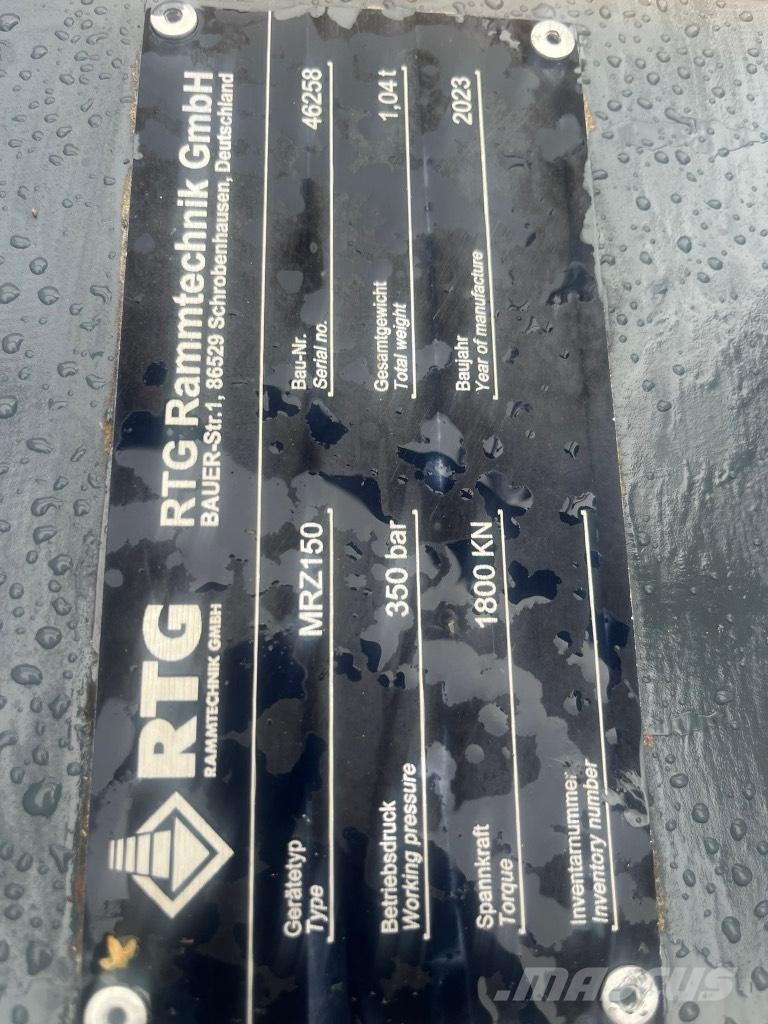 RTG
RAMMTECHNIK GMBH
RTG Rammtechnik GmbH
BAUER-Str.1, 86529 Schrobenhausen, Deutschland
Gerätetyp MRZ150
Type
Bau-Nr. 46258
Serial no.
Betriebsdruck 350 bar
Working pressure
Gesamtgewicht 1,04 t
Total weight
Spannkraft 1800 KN
Torque
Baujahr 2023
Year of manufacture
Inventarnummer
Inventory number
MASCUS